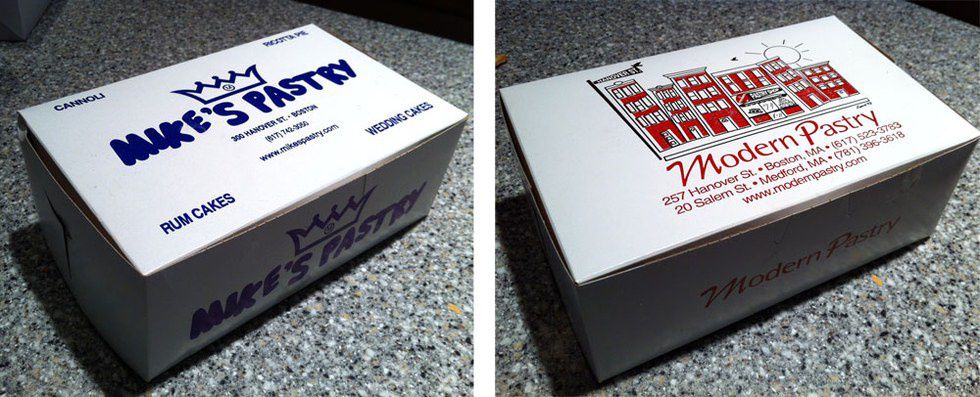 RICOTTA PIE
CANNOLI
MIKE'S PASTRY
300 HANOVER ST. - BOSTON
(617) 742-3050
www.mikespastry.com
WEDDING CAKES
RUM CAKES
MIKE'S PASTRY
HANOVER ST.
PASTRY SHOP
Modern Pastry
257 Hanover St. • Boston, MA • (617) 523-3783
20 Salem St. • Medford, MA • (781) 396-3618
www.modernpastry.com
Modern Pastry